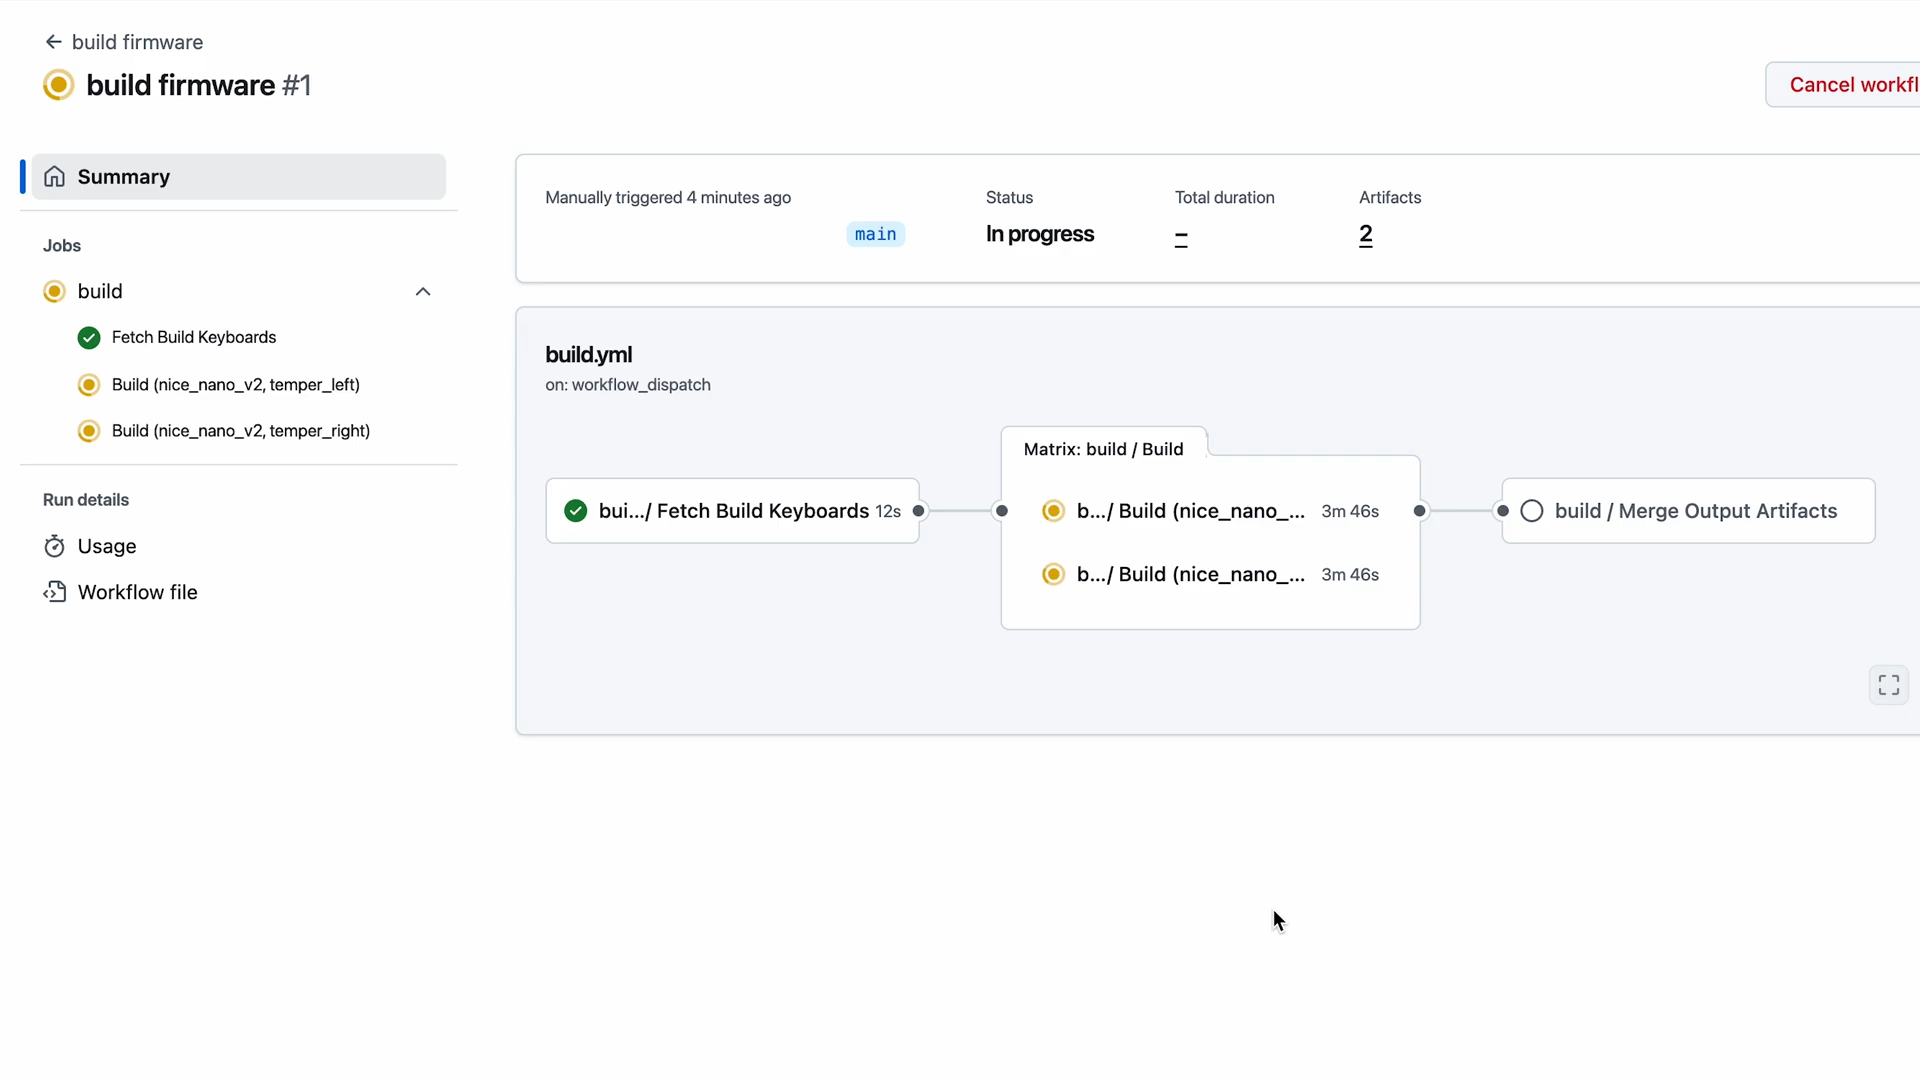 build firmware
build firmware #1
Cancel workfl
Summary
Manually triggered 4 minutes ago
main
Status
In progress
Total duration
–
Artifacts
2
Jobs
build
Fetch Build Keyboards
Build (nice_nano_v2, temper_left)
Build (nice_nano_v2, temper_right)
Run details
Usage
Workflow file
build.yml
on: workflow_dispatch
Matrix: build / Build
bui.../ Fetch Build Keyboards 12s
b.../ Build (nice_nano_... 3m 46s
b.../ Build (nice_nano_... 3m 46s
build / Merge Output Artifacts